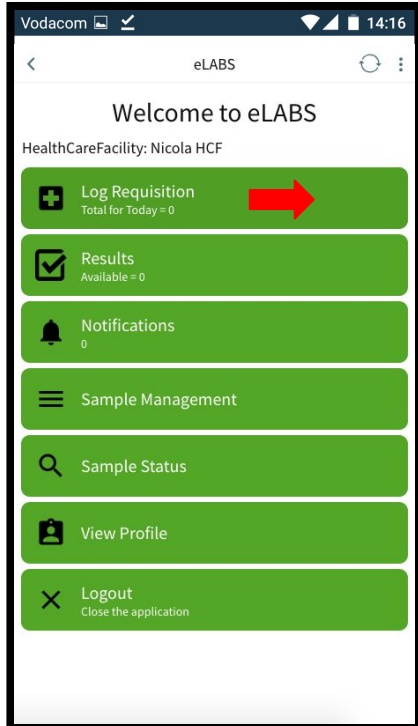 Vodacom 14:16
eLABS
Welcome to eLABS
HealthCareFacility: Nicola HCF
Log Requisition
Total for Today = 0
Results
Available = 0
Notifications
0
Sample Management
Sample Status
View Profile
Logout
Close the application